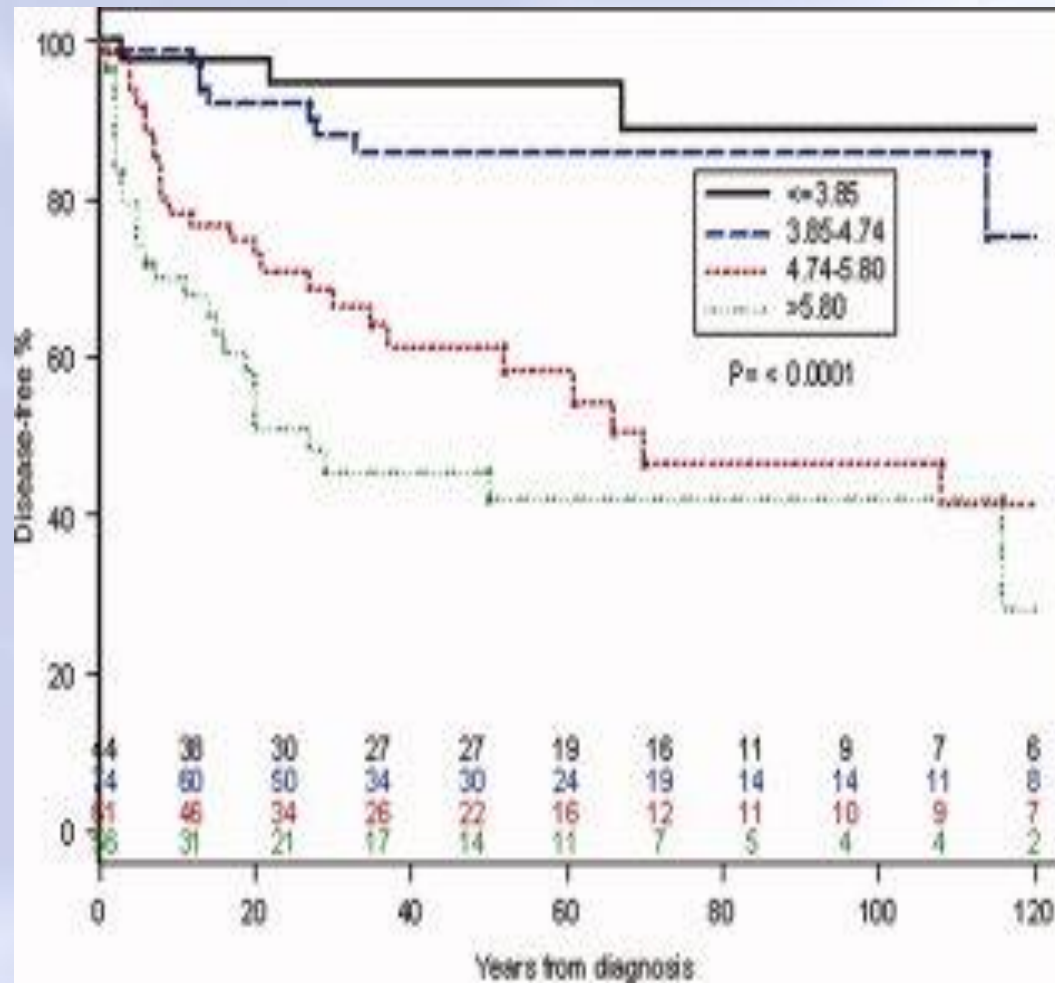 100
80
60
40
20
0
Disease-free %
<=3.85
3.85-4.74
4.74-5.80
>5.80
P= < 0.0001
38 30 27 27 19 16 11 9 7 6
60 50 34 30 24 19 14 14 11 8
46 34 26 22 16 12 11 10 9 7
31 21 17 14 11 7 5 4 4 2
0 20 40 60 80 100 120
Years from diagnosis